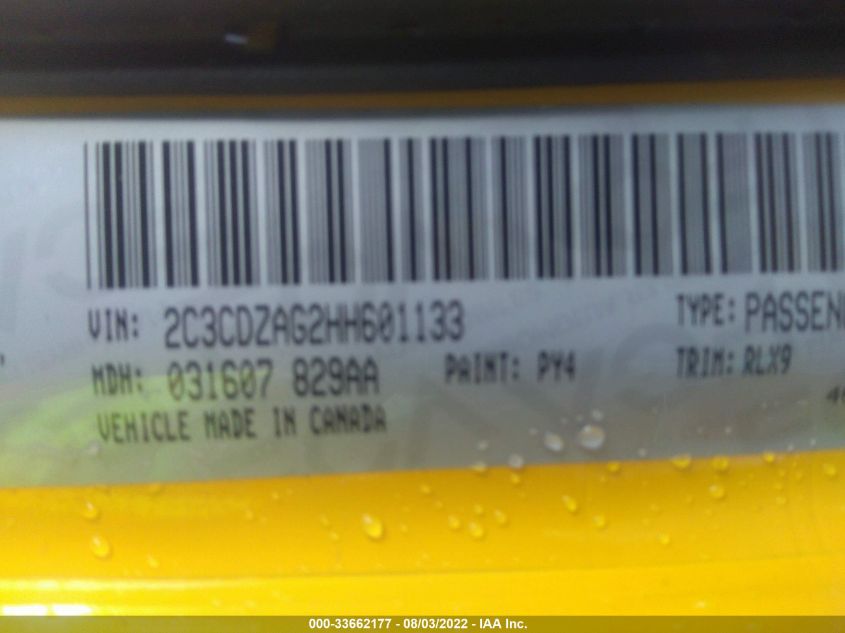 VIN: 2C3CDZAG2HH601133 TYPE: PASSEN
MDH: 031607 829AA PAINT: PY4 TRIM: RLX9
VEHICLE MADE IN CANADA
000-33662177 - 08/03/2022 - IAA Inc.